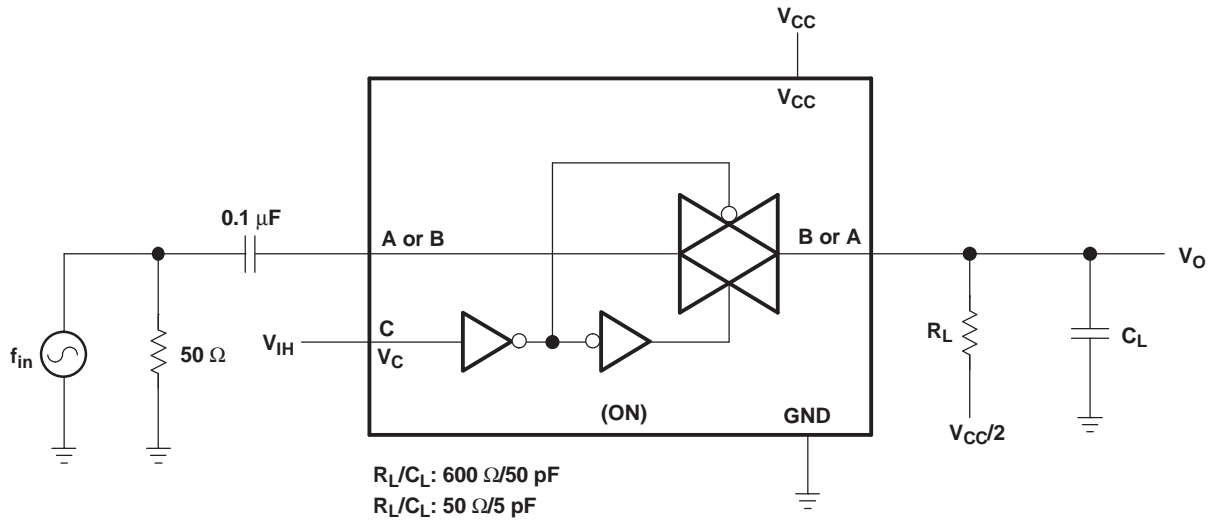 VCC
VCC
0.1 μF
A or B
B or A
VO
fin
50 Ω
VIH
C
VC
RL
CL
(ON)
GND
VCC/2
RL/CL: 600 Ω/50 pF
RL/CL: 50 Ω/5 pF